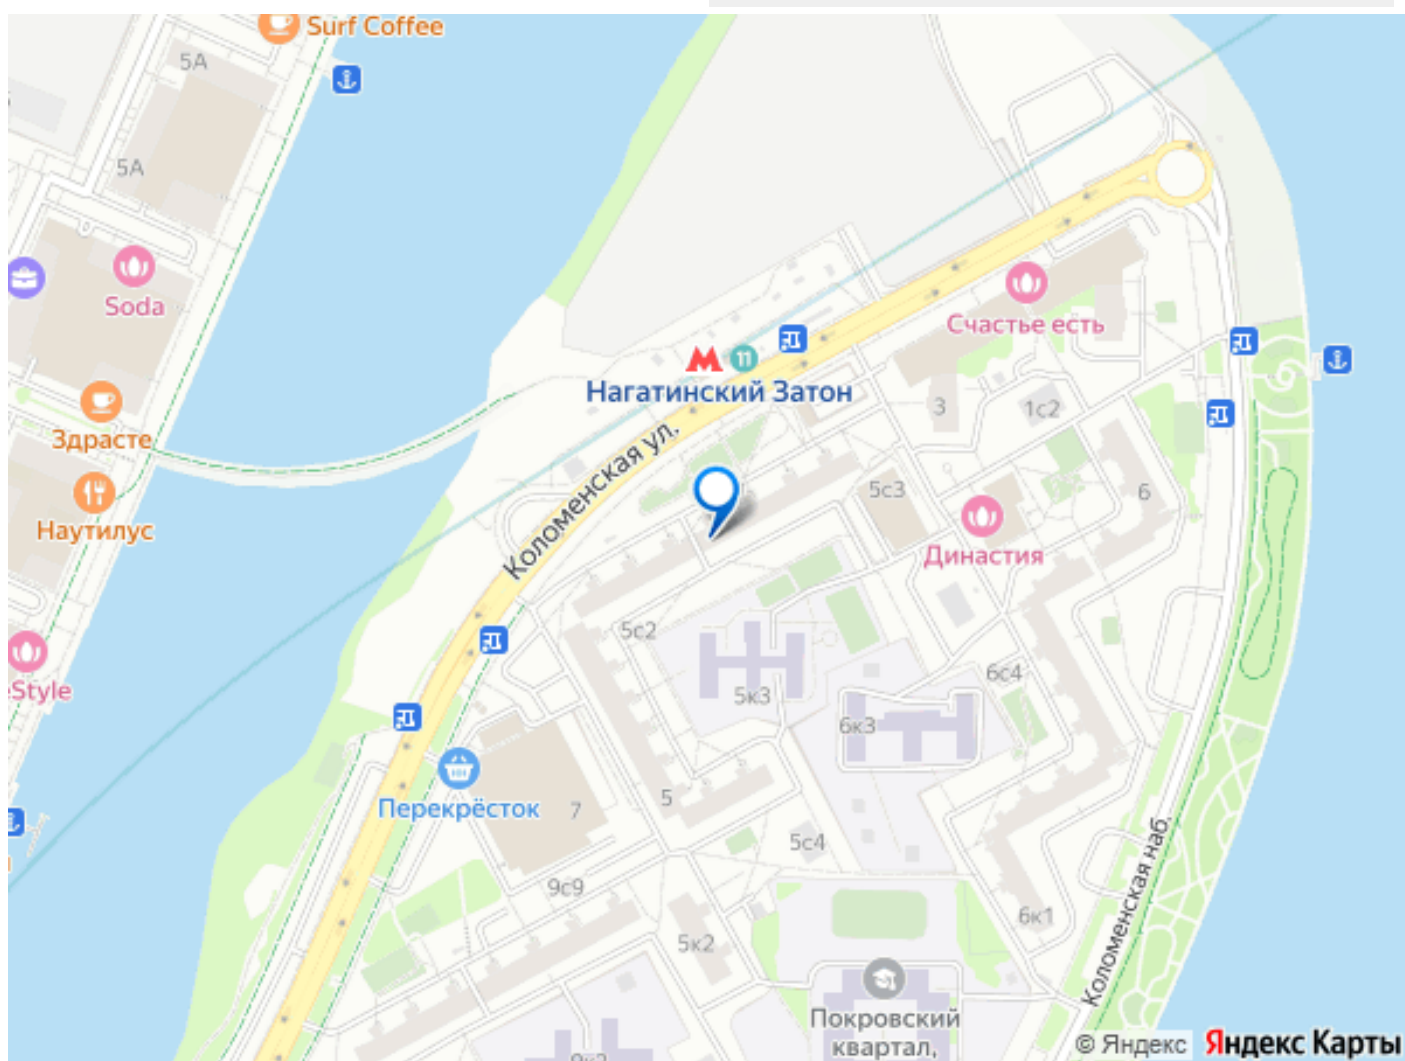 Surf Coffee
5А
5А
Soda
Счастье есть
11
Нагатинский Затон
Здрасте
3
1с2
Коломенская ул.
Наутилус
5с3
6
Династия
5с2
6с4
eStyle
5к3
6к3
Перекрёсток
7
5
5с4
9с9
6к1
5к2
Коломенская наб.
Покровский
квартал,
© Яндекс
Яндекс Карты